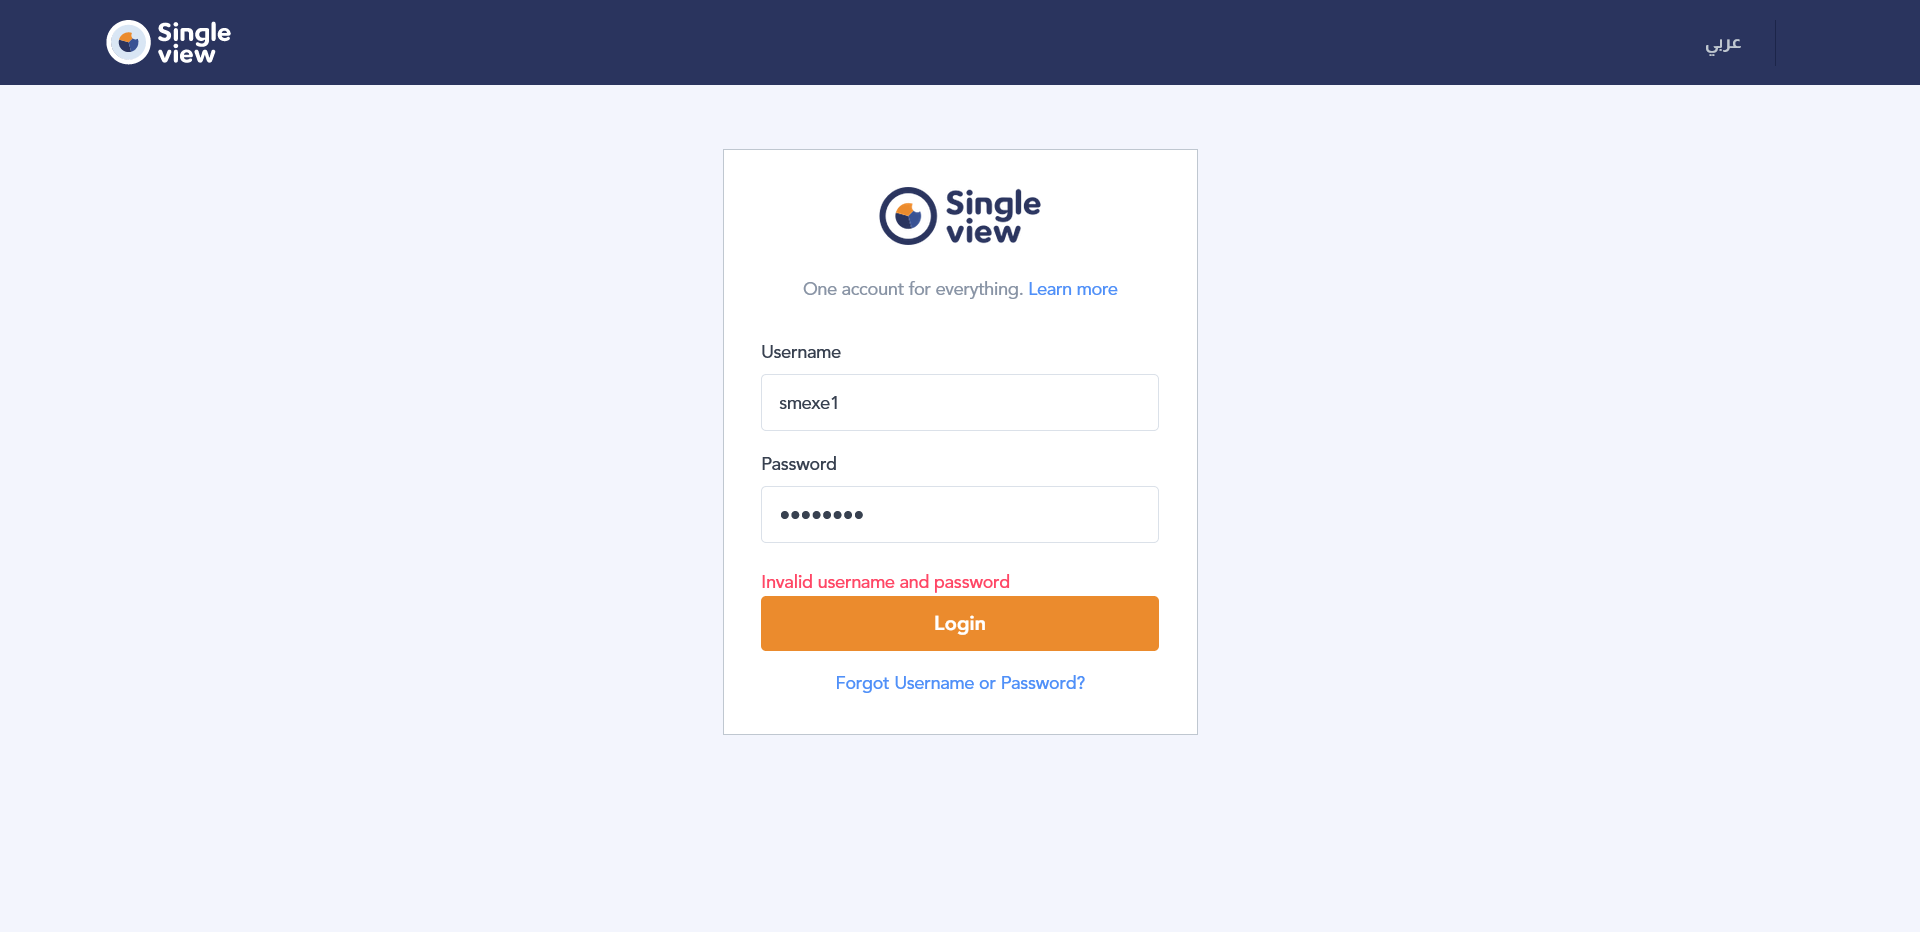 Single
view
عربي
Single
view
One account for everything. Learn more
Username
smexe1
Password
••••••••
Invalid username and password
Login
Forgot Username or Password?